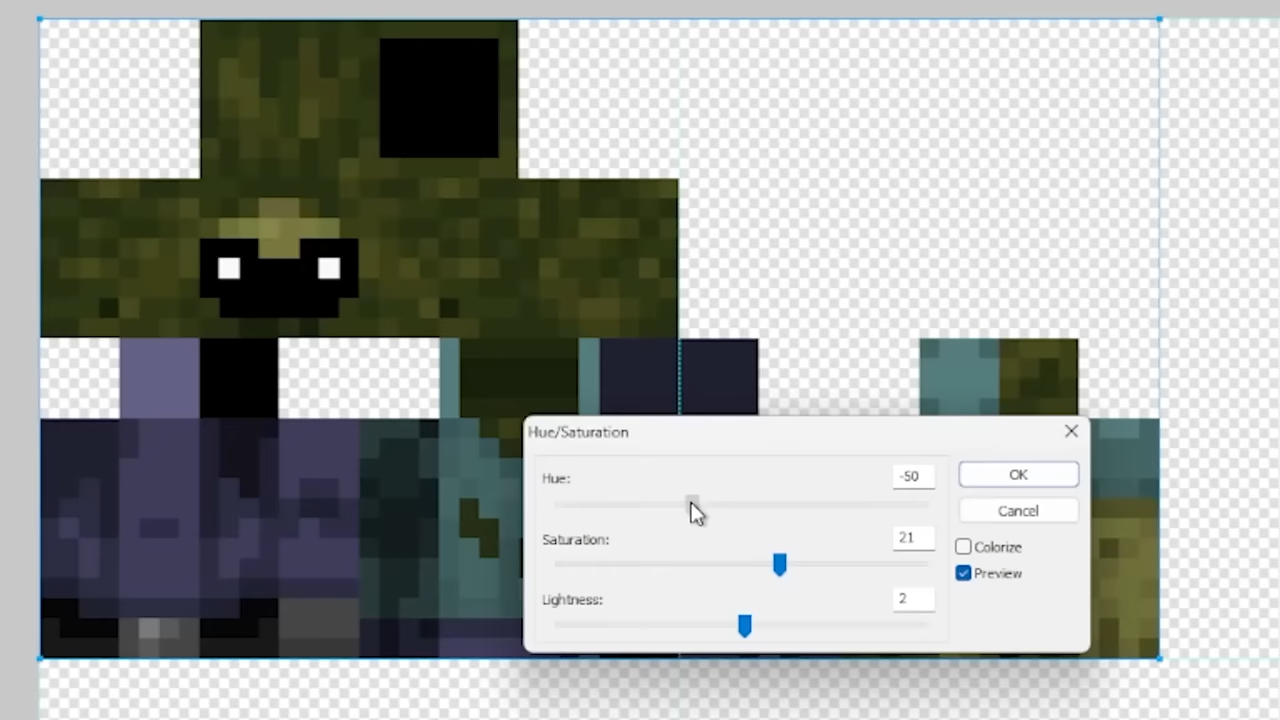 Hue/Saturation
Hue: -50
OK
Cancel
Saturation: 21
Colorize
Preview
Lightness: 2